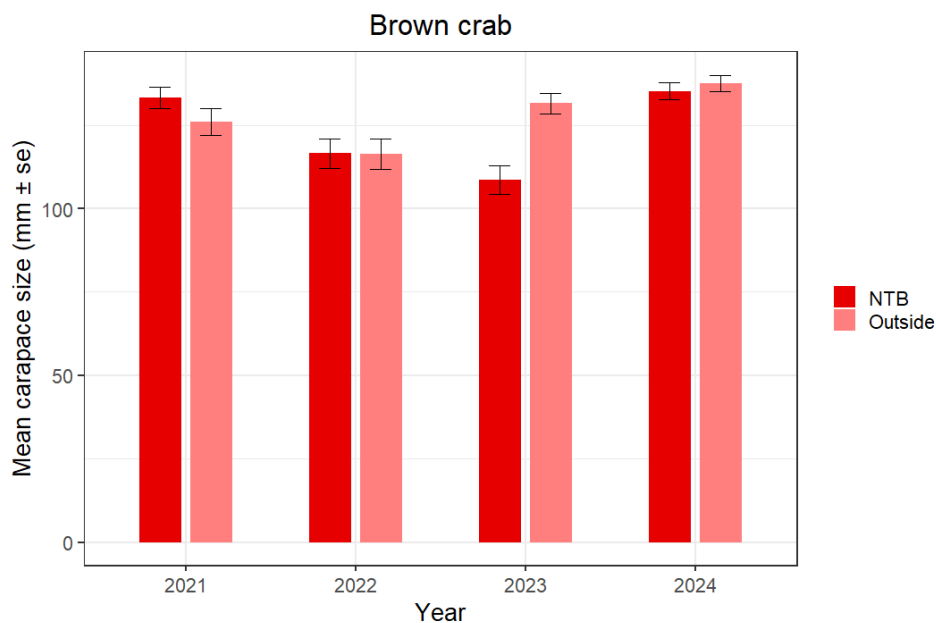 Brown crab
Mean carapace size (mm ± se)
100
50
0
2021 2022 2023 2024
Year
NTB
Outside